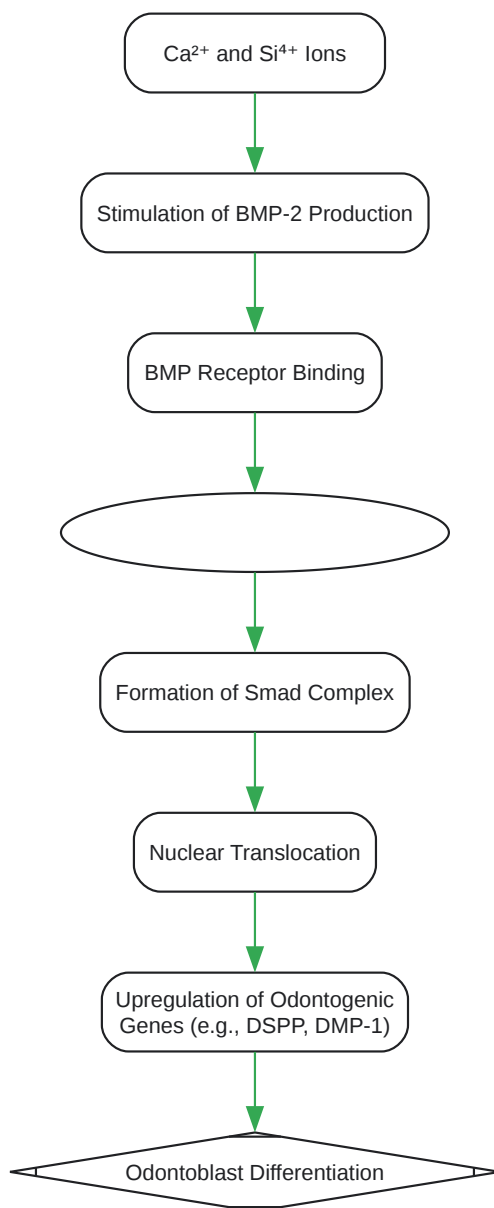 Ca²⁺ and Si⁴⁺ Ions
Stimulation of BMP-2 Production
BMP Receptor Binding
Formation of Smad Complex
Nuclear Translocation
Upregulation of Odontogenic
Genes (e.g., DSPP, DMP-1)
Odontoblast Differentiation